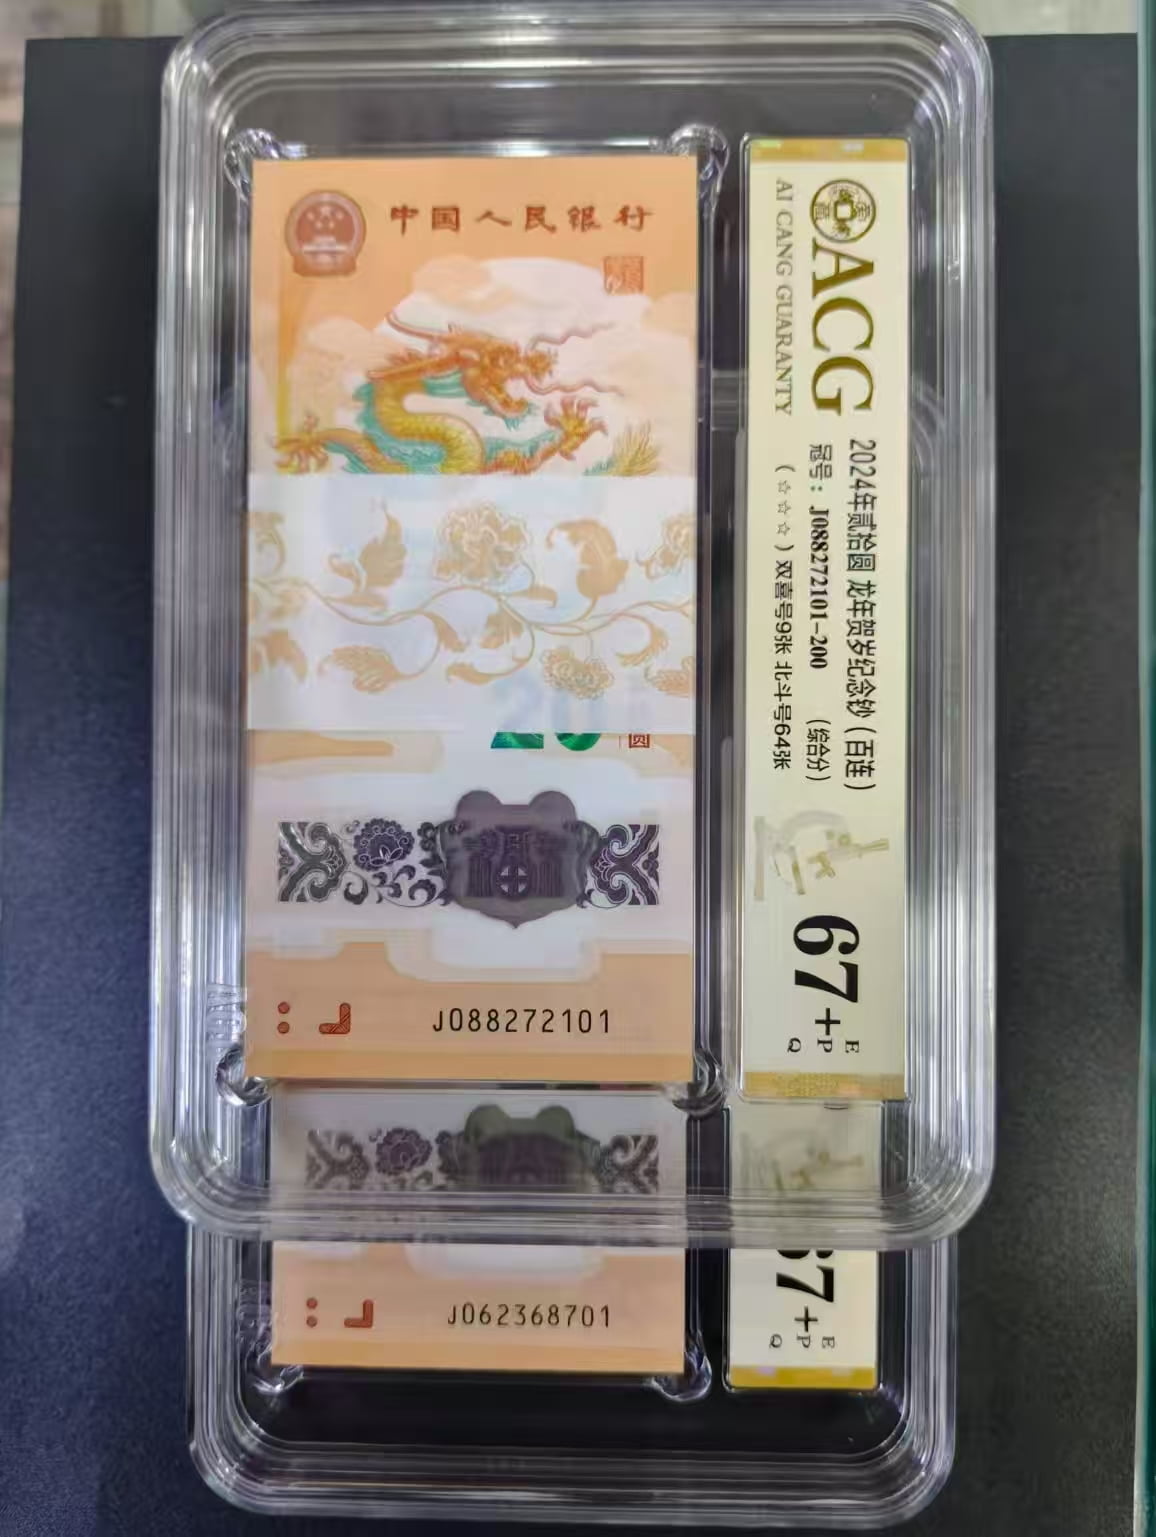 中国人民银行
20
圆
J088272101
ACG
AI CANG GUARANTY
2024年贰拾圆 龙年贺岁纪念钞（百连）
冠号：J088272101-200 （综合分）
（☆☆☆）双喜号9张 北斗号64张
67+
E
P
Q
J062368701
67+
E
P
Q